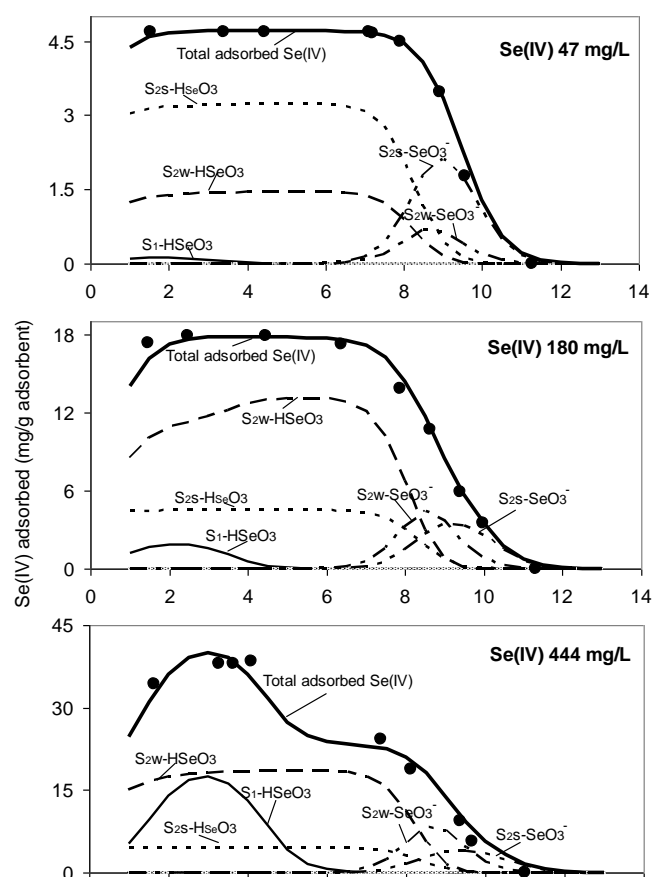 Se(IV) adsorbed (mg/g adsorbent)
4.5
3
1.5
0
Se(IV) 47 mg/L
Total adsorbed Se(IV)
S2s-HSeO3
S2s-SeO3-
S2w-HSeO3
S2w-SeO3-
S1-HSeO3
0 2 4 6 8 10 12 14
18
12
6
0
Se(IV) 180 mg/L
Total adsorbed Se(IV)
S2w-HSeO3
S2s-HSeO3
S2w-SeO3-
S2s-SeO3-
S1-HSeO3
0 2 4 6 8 10 12 14
45
30
15
0
Se(IV) 444 mg/L
Total adsorbed Se(IV)
S2w-HSeO3
S1-HSeO3
S2s-HSeO3
S2w-SeO3-
S2s-SeO3-